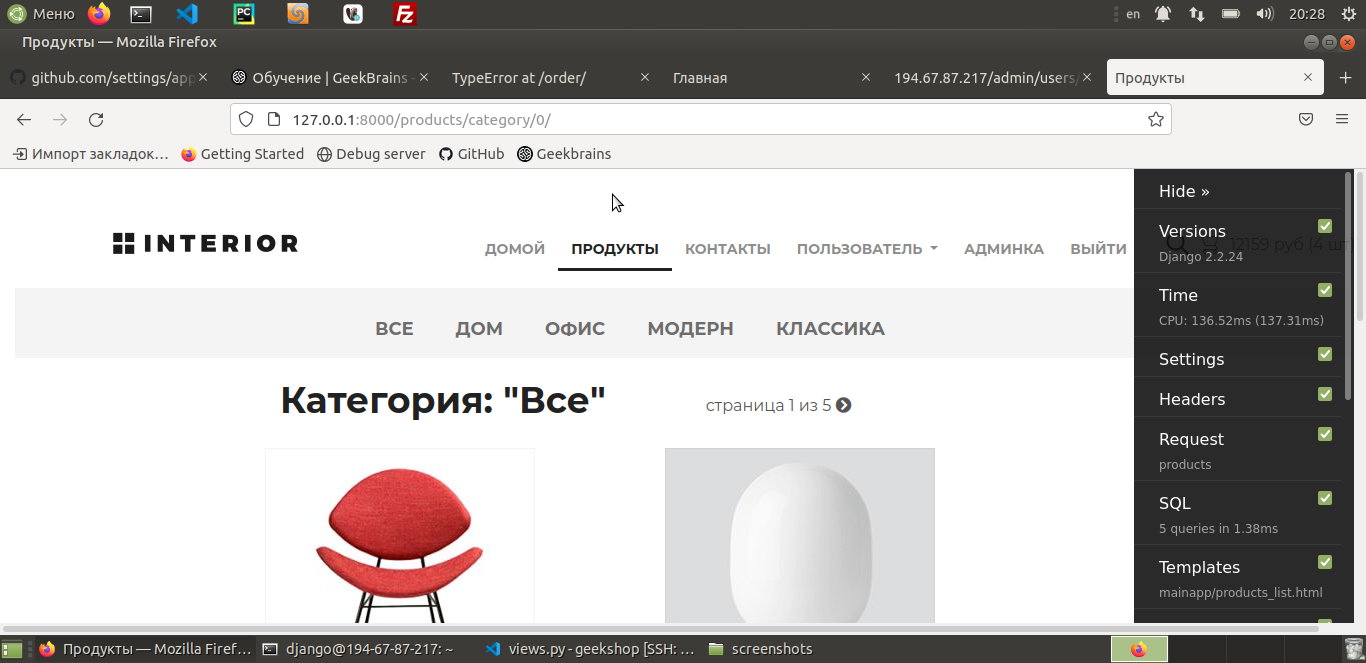 Меню
en
20:28
Продукты — Mozilla Firefox
github.com/settings/app
Обучение | GeekBrains -
TypeError at /order/
Главная
194.67.87.217/admin/users/
Продукты
127.0.0.1:8000/products/category/0/
Импорт закладок…
Getting Started
Debug server
GitHub
Geekbrains
INTERIOR
ДОМОЙ
ПРОДУКТЫ
КОНТАКТЫ
ПОЛЬЗОВАТЕЛЬ
АДМИНКА
ВЫЙТИ
12159 руб (4 шт
ВСЕ
ДОМ
ОФИС
МОДЕРН
КЛАССИКА
Категория: "Все"
страница 1 из 5
Hide »
Versions
Django 2.2.24
Time
CPU: 136.52ms (137.31ms)
Settings
Headers
Request
products
SQL
5 queries in 1.38ms
Templates
mainapp/products_list.html
Продукты — Mozilla Firef…
django@194-67-87-217: ~
views.py - geekshop [SSH: …
screenshots